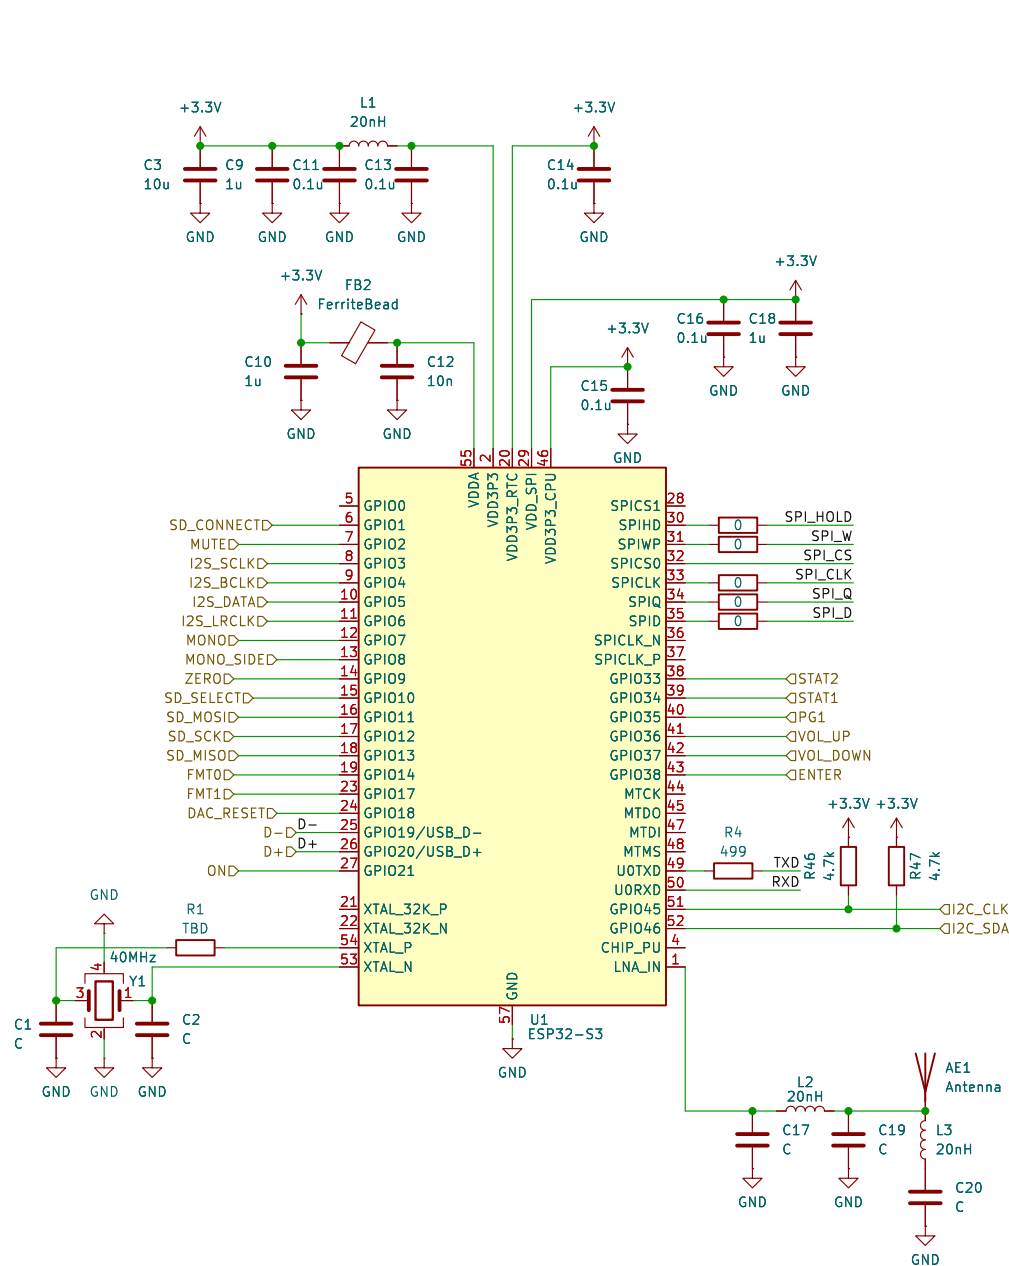 L1
20nH
+3.3V
+3.3V
C3
10u
C9
1u
C11
0.1u
C13
0.1u
C14
0.1u
GND
GND
GND
GND
GND
+3.3V
FB2
FerriteBead
+3.3V
C16
0.1u
C18
1u
+3.3V
C10
1u
C12
10n
C15
0.1u
GND
GND
GND
GND
GND
55
2
20
29
46
VDDA
VDD3P3
VDD3P3_RTC
VDD_SPI
VDD3P3_CPU
5 GPIO0
SD_CONNECT 6 GPIO1
MUTE 7 GPIO2
I2S_SCLK 8 GPIO3
I2S_BCLK 9 GPIO4
I2S_DATA 10 GPIO5
I2S_LRCLK 11 GPIO6
MONO 12 GPIO7
MONO_SIDE 13 GPIO8
ZERO 14 GPIO9
SD_SELECT 15 GPIO10
SD_MOSI 16 GPIO11
SD_SCK 17 GPIO12
SD_MISO 18 GPIO13
FMT0 19 GPIO14
FMT1 23 GPIO17
DAC_RESET 24 GPIO18
D- D- 25 GPIO19/USB_D-
D+ D+ 26 GPIO20/USB_D+
ON 27 GPIO21
21 XTAL_32K_P
22 XTAL_32K_N
54 XTAL_P
53 XTAL_N
SPICS1 28
SPIHD 30 0 SPI_HOLD
SPIWP 31 0 SPI_W
SPICS0 32 SPI_CS
SPICLK 33 0 SPI_CLK
SPIQ 34 0 SPI_Q
SPID 35 0 SPI_D
SPICLK_N 36
SPICLK_P 37
GPIO33 38 STAT2
GPIO34 39 STAT1
GPIO35 40 PG1
GPIO36 41 VOL_UP
GPIO37 42 VOL_DOWN
GPIO38 43 ENTER
MTCK 44
MTDO 45
MTDI 47
MTMS 48
U0TXD 49 TXD
U0RXD 50 RXD
GPIO45 51 I2C_CLK
GPIO46 52 I2C_SDA
CHIP_PU 4
LNA_IN 1
R4
499
+3.3V
+3.3V
R46
4.7k
R47
4.7k
GND
R1
TBD
40MHz
Y1
4
3
1
2
C1
C
C2
C
GND
GND
GND
GND
57
U1
ESP32-S3
GND
AE1
Antenna
L2
20nH
C17
C
C19
C
L3
20nH
C20
C
GND
GND
GND